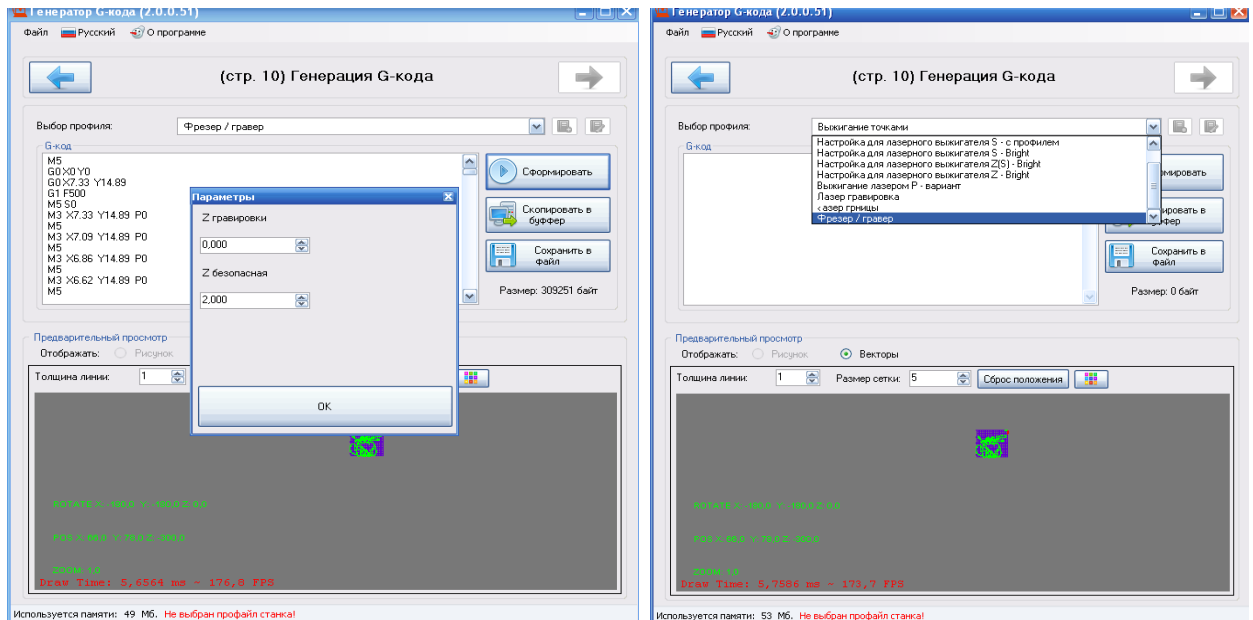 Генератор G-кода (2.0.0.51)
Файл Русский О программе
(стр. 10) Генерация G-кода
Выбор профиля: Фрезер / гравер
G-код
M5
G0 X0 Y0
G0 X7.33 Y14.89
G1 F500
M5 S0
M3 X7.33 Y14.89 P0
M5
M3 X7.09 Y14.89 P0
M5
M3 X6.86 Y14.89 P0
M5
M3 X6.62 Y14.89 P0
M5
Сформировать
Скопировать в
буффер
Сохранить в
файл
Размер: 309251 байт
Параметры
Z гравировки
0,000
Z безопасная
2,000
OK
Предварительный просмотр
Отображать: Рисунок
Толщина линии: 1
ROTATE X: -180,0 Y: -180,0 Z: 0,0
POS X: 66,0 Y: 78,0 Z: -300,0
ZOOM: 1,0
Draw Time: 5,6564 ms ~ 176,8 FPS
Используется памяти: 49 Мб. Не выбран профайл станка!
Генератор G-кода (2.0.0.51)
Файл Русский О программе
(стр. 10) Генерация G-кода
Выбор профиля: Выжигание точками
G-код
Настройка для лазерного выжигателя S - с профилем
Настройка для лазерного выжигателя S - Bright
Настройка для лазерного выжигателя Z(S) - Bright
Настройка для лазерного выжигателя Z - Bright
Выжигание лазером P - вариант
Лазер гравировка
‹азер грницы
Фрезер / гравер
рмировать
ировать в
фер
Сохранить в
файл
Размер: 0 байт
Предварительный просмотр
Отображать: Рисунок Векторы
Толщина линии: 1 Размер сетки: 5 Сброс положения
ROTATE X: -180,0 Y: -180,0 Z: 0,0
POS X: 66,0 Y: 78,0 Z: -300,0
ZOOM: 1,0
Draw Time: 5,7586 ms ~ 173,7 FPS
Используется памяти: 53 Мб. Не выбран профайл станка!